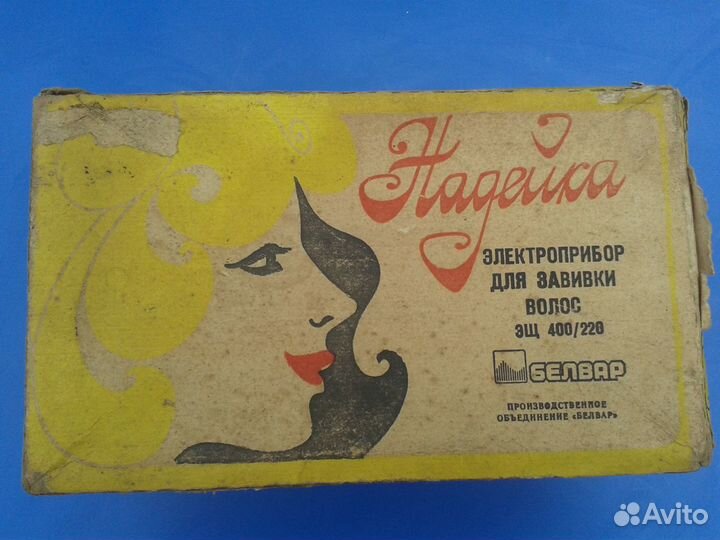 Надейка
ЭЛЕКТРОПРИБОР
ДЛЯ ЗАВИВКИ
ВОЛОС
ЭЩ 400/220
БЕЛВАР
ПРОИЗВОДСТВЕННОЕ
ОБЪЕДИНЕНИЕ «БЕЛВАР»
Avito